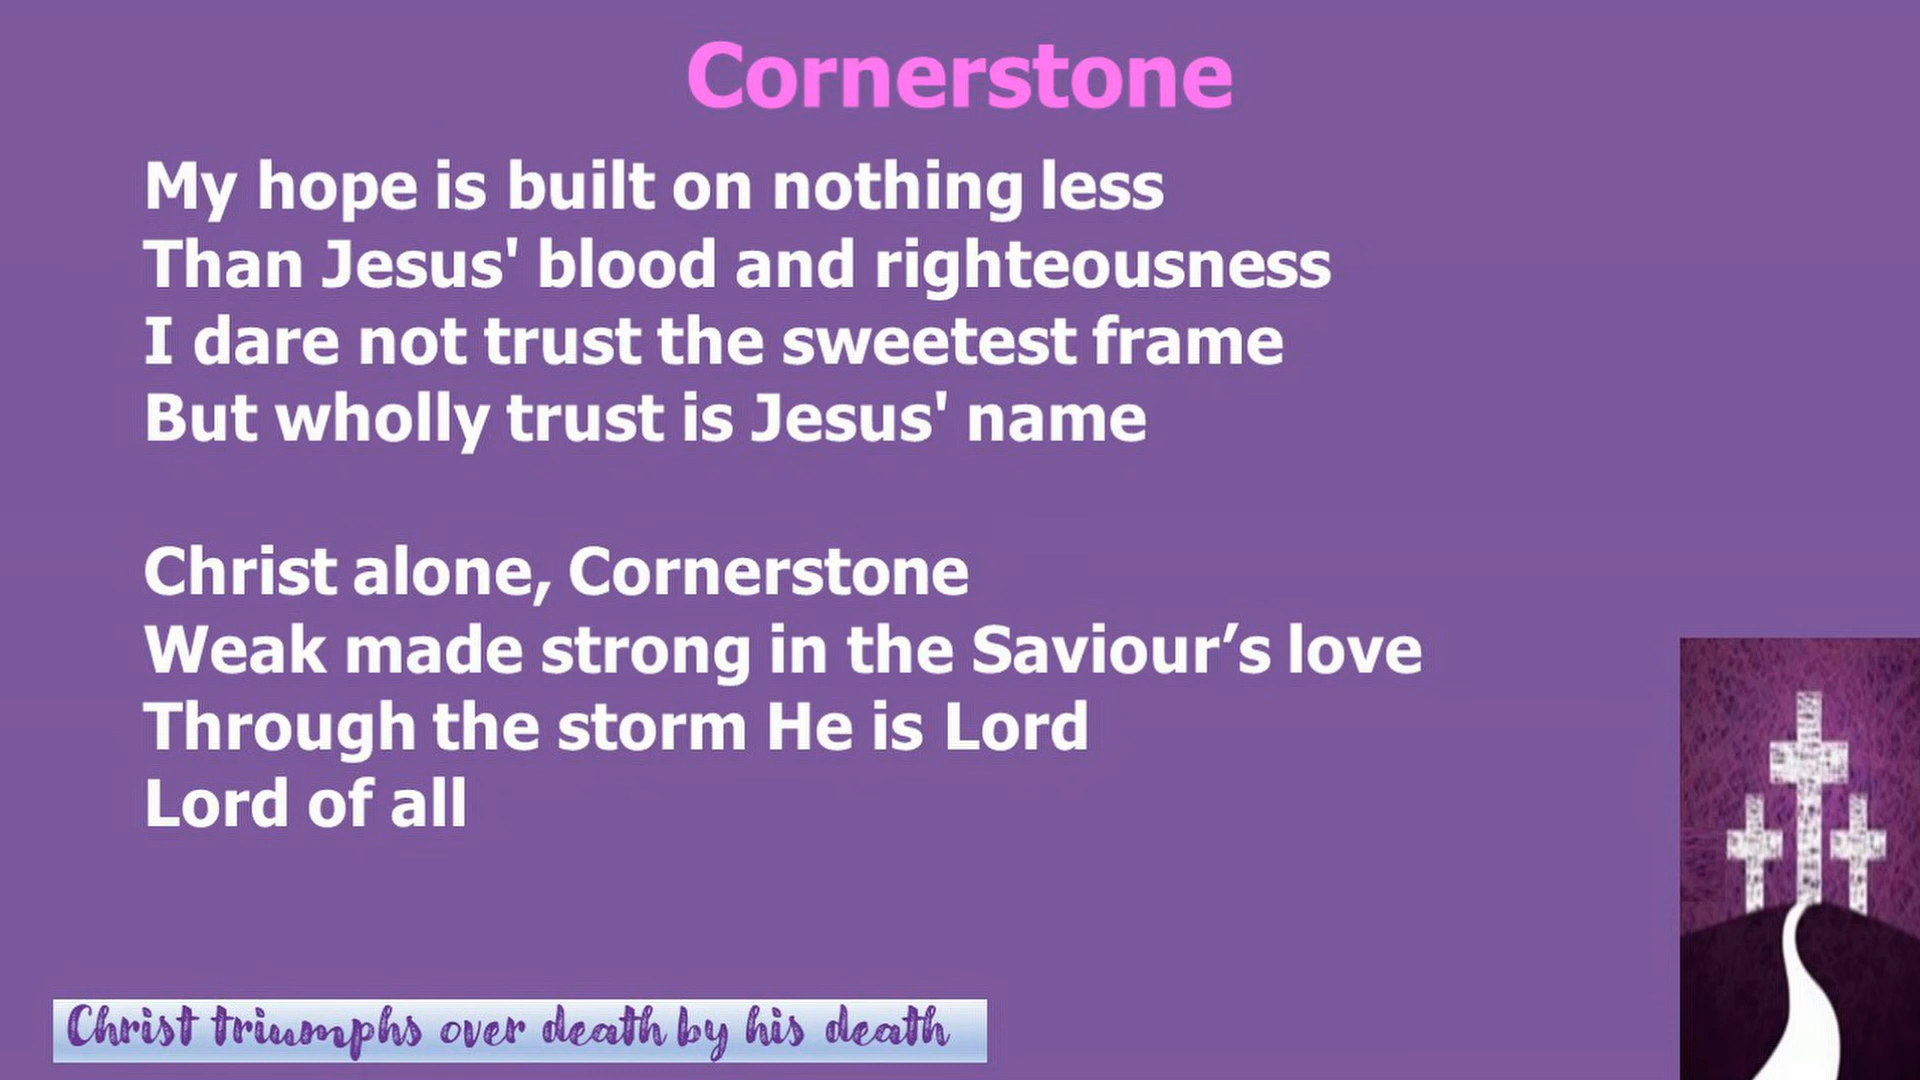 Cornerstone
My hope is built on nothing less
Than Jesus' blood and righteousness
I dare not trust the sweetest frame
But wholly trust is Jesus' name
Christ alone, Cornerstone
Weak made strong in the Saviour’s love
Through the storm He is Lord
Lord of all
Christ triumphs over death by his death